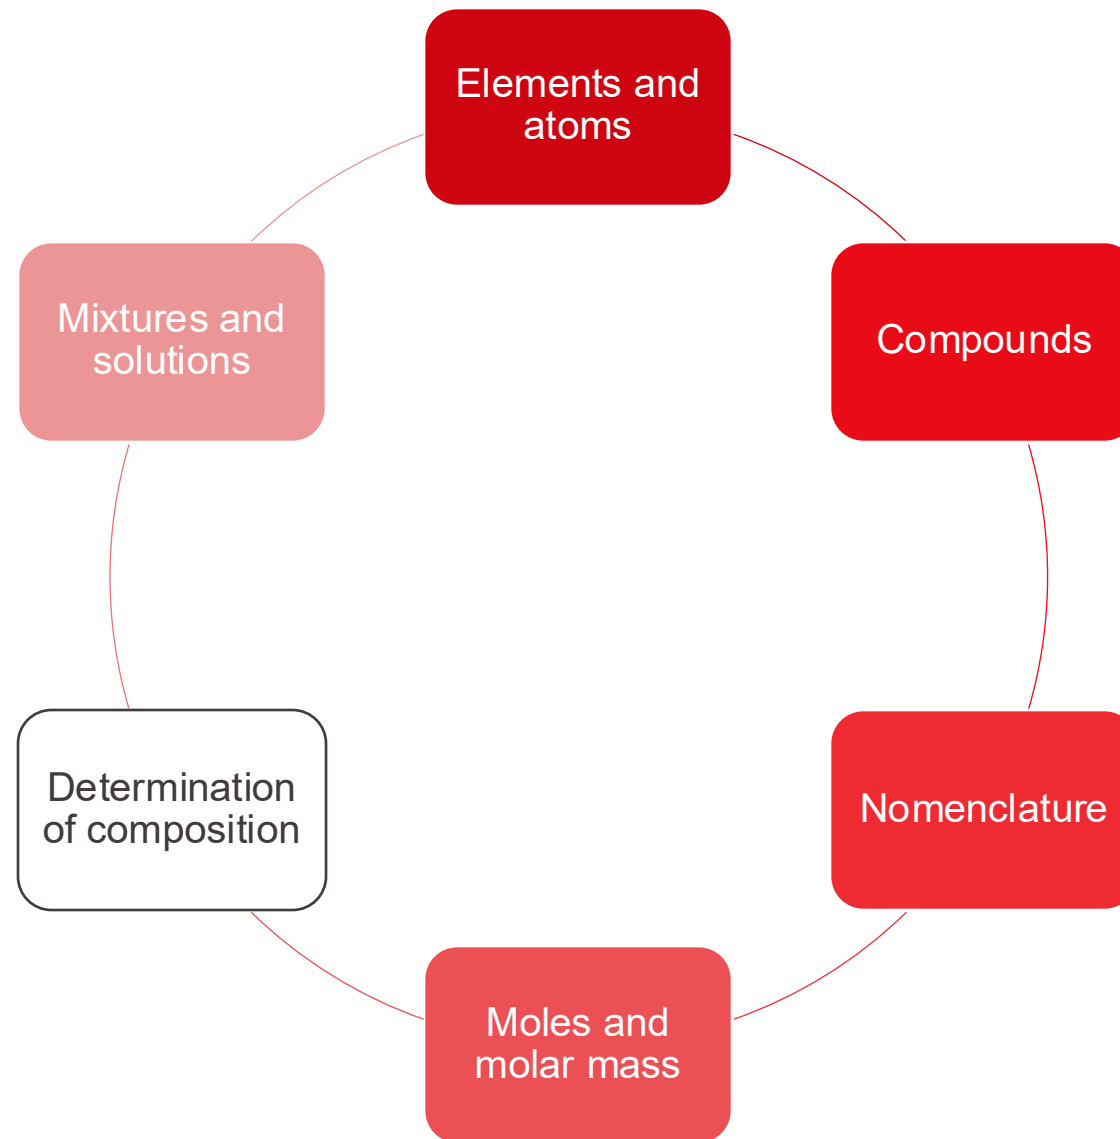 Elements and
atoms
Compounds
Nomenclature
Moles and
molar mass
Determination
of composition
Mixtures and
solutions